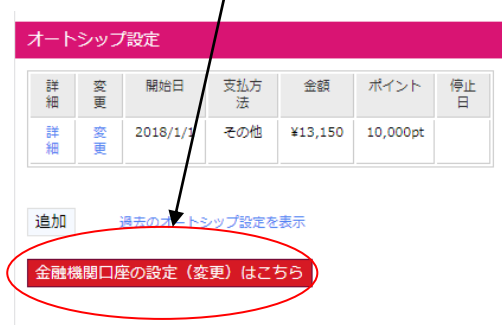 オートシップ設定
詳細 変更 開始日 支払方法 金額 ポイント 停止日
詳細 変更 2018/1/1 その他 ¥13,150 10,000pt
追加 過去のオートシップ設定を表示
金融機関口座の設定（変更）はこちら